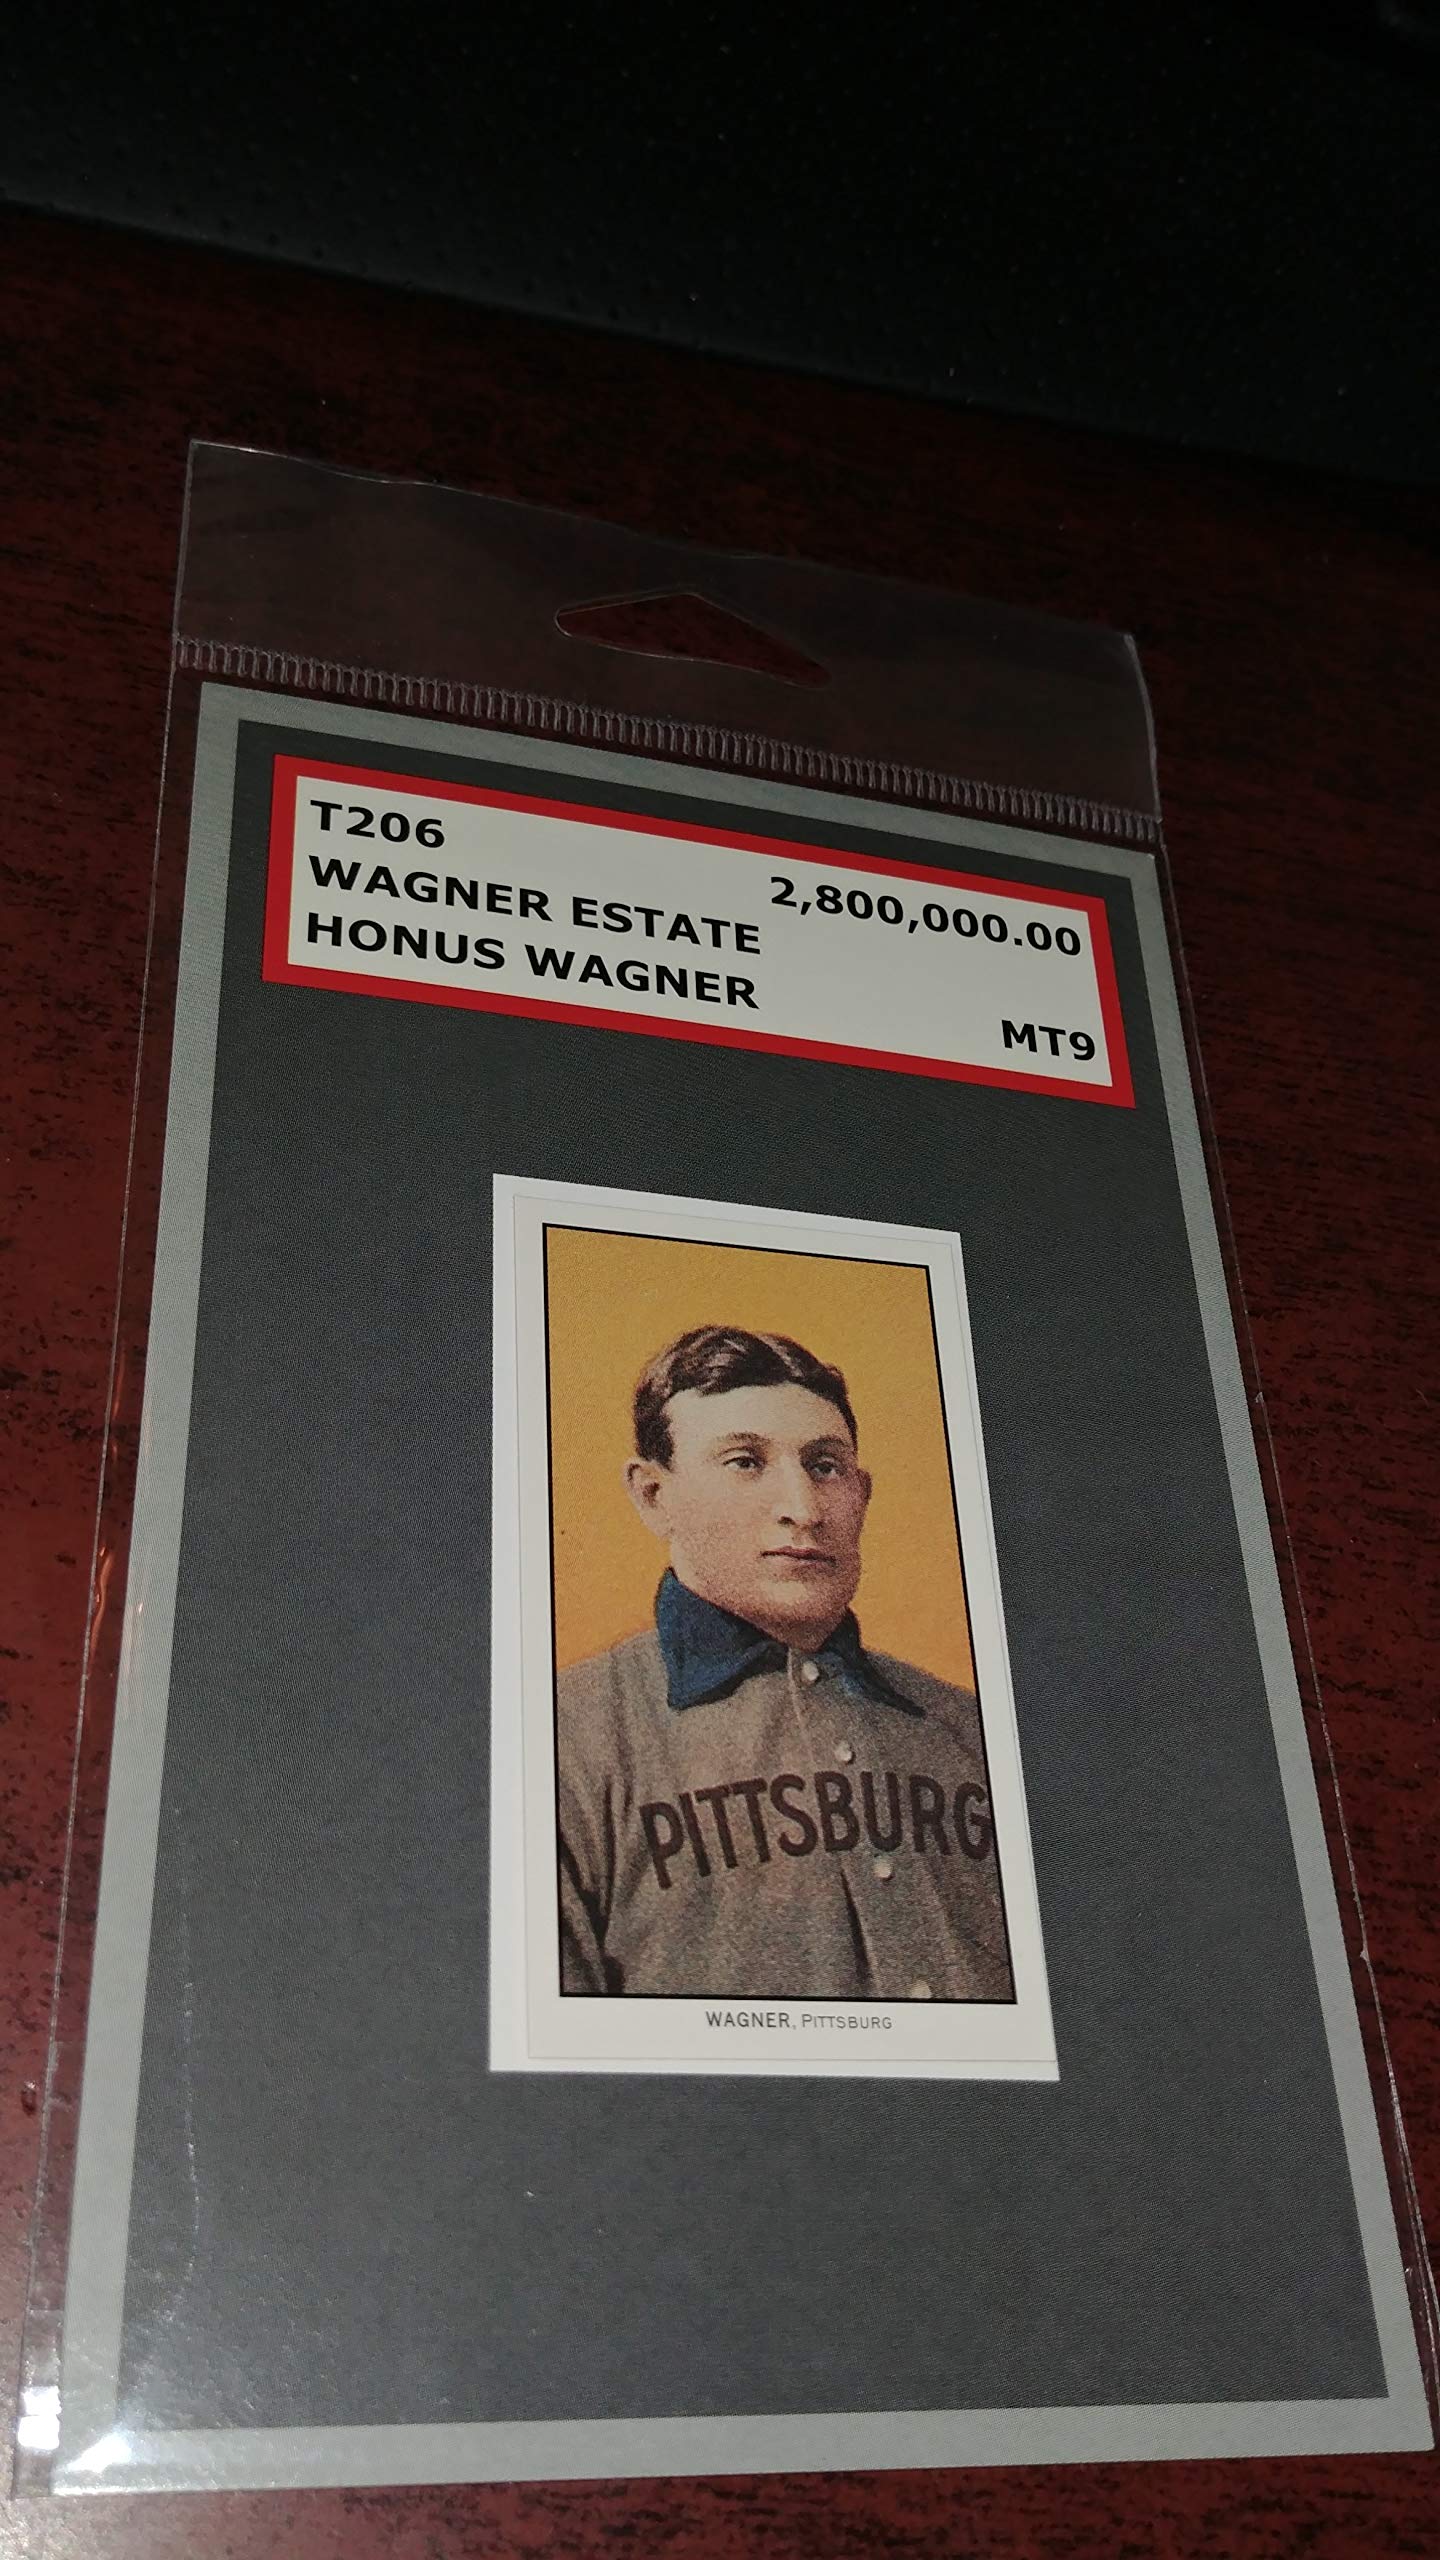 T206
WAGNER ESTATE 2,800,000.00
HONUS WAGNER
MT9
PITTSBURG
WAGNER, PITTSBURG